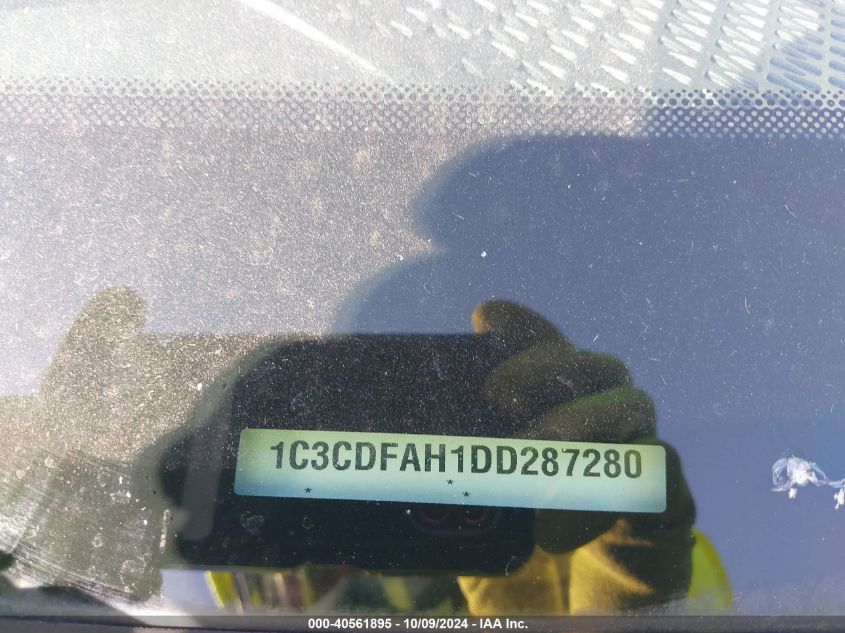 1C3CDFAH1DD287280
* * *
000-40561895 - 10/09/2024 - IAA Inc.